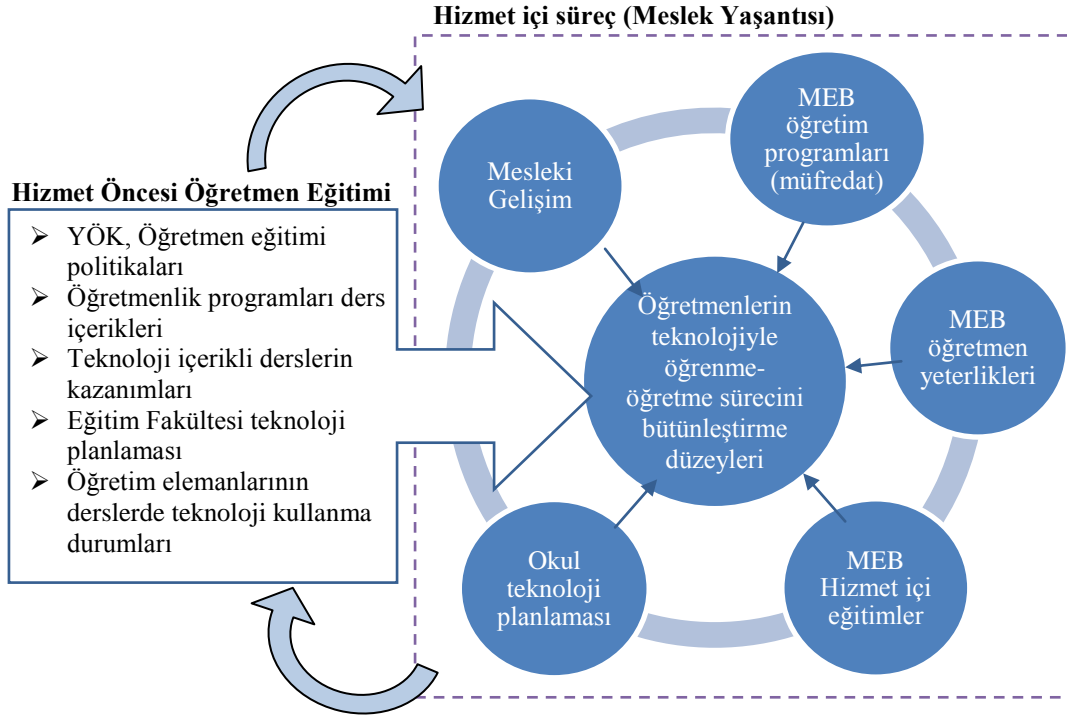 Hizmet içi süreç (Meslek Yaşantısı)
Hizmet Öncesi Öğretmen Eğitimi
➢ YÖK, Öğretmen eğitimi
politikaları
➢ Öğretmenlik programları ders
içerikleri
➢ Teknoloji içerikli derslerin
kazanımları
➢ Eğitim Fakültesi teknoloji
planlaması
➢ Öğretim elemanlarının
derslerde teknoloji kullanma
durumları
Mesleki
Gelişim
MEB
öğretim
programları
(müfredat)
MEB
öğretmen
yeterlikleri
MEB
Hizmet içi
eğitimler
Okul
teknoloji
planlaması
Öğretmenlerin
teknolojiyle
öğrenme-
öğretme sürecini
bütünleştirme
düzeyleri